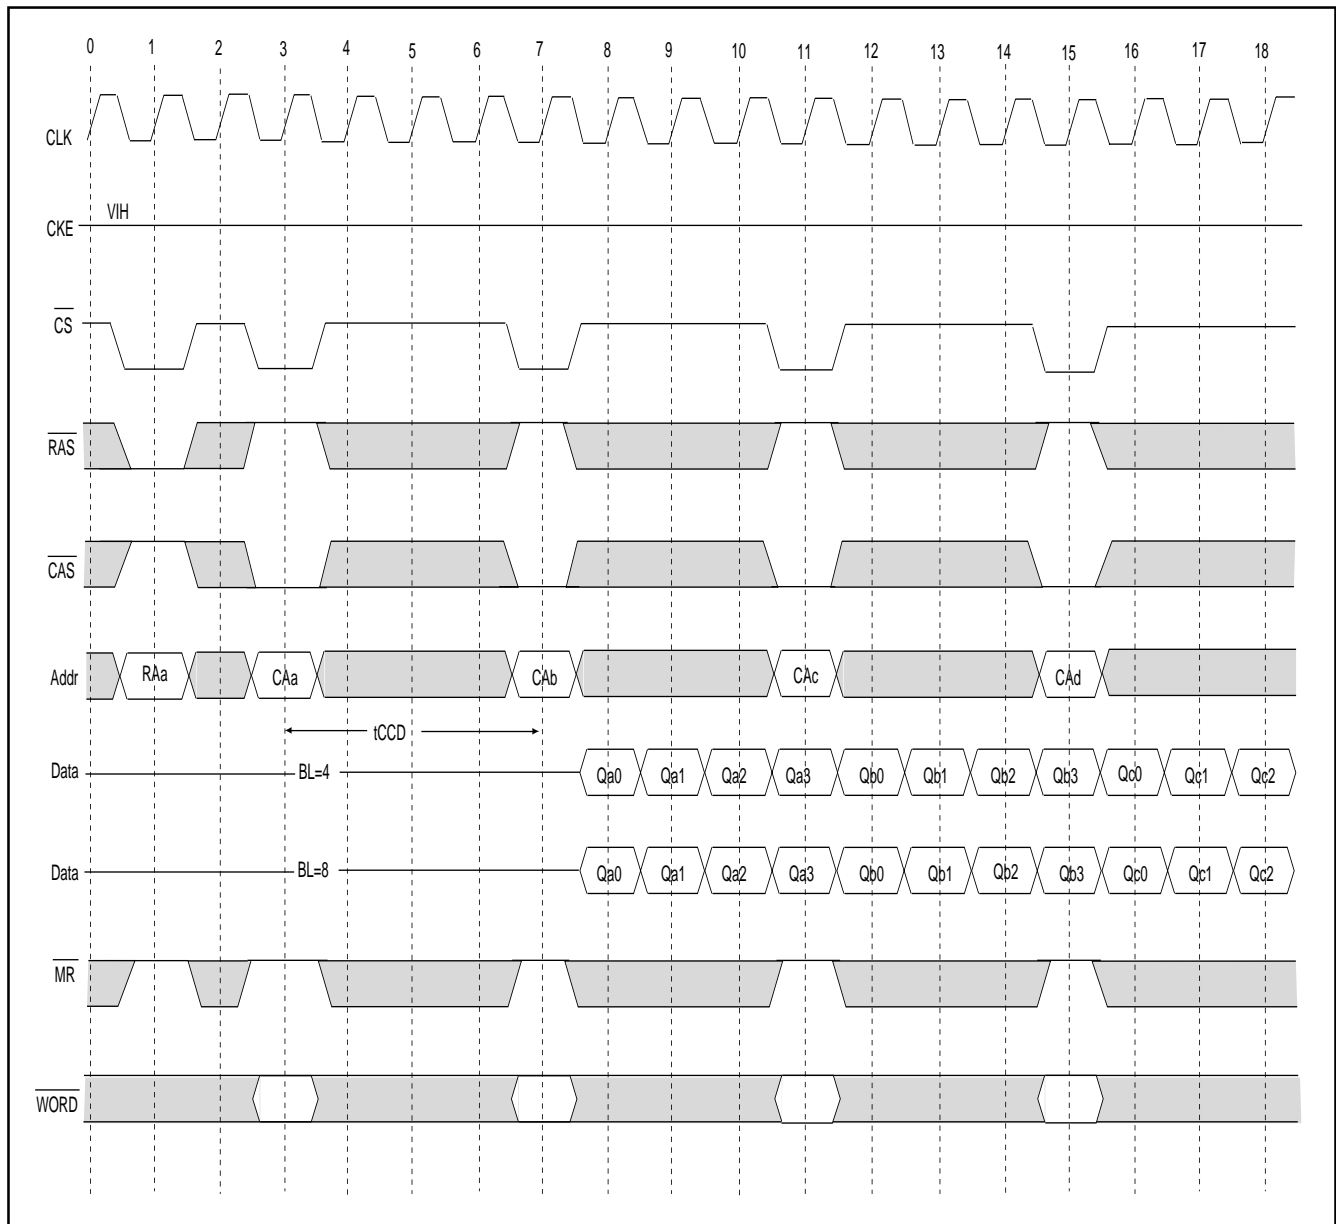 0 1 2 3 4 5 6 7 8 9 10 11 12 13 14 15 16 17 18
CLK
VIH
CKE
CS
RAS
CAS
Addr RAa CAa CAb CAc CAd
tCCD
Data BL=4 Qa0 Qa1 Qa2 Qa3 Qb0 Qb1 Qb2 Qb3 Qc0 Qc1 Qc2
Data BL=8 Qa0 Qa1 Qa2 Qa3 Qb0 Qb1 Qb2 Qb3 Qc0 Qc1 Qc2
MR
WORD